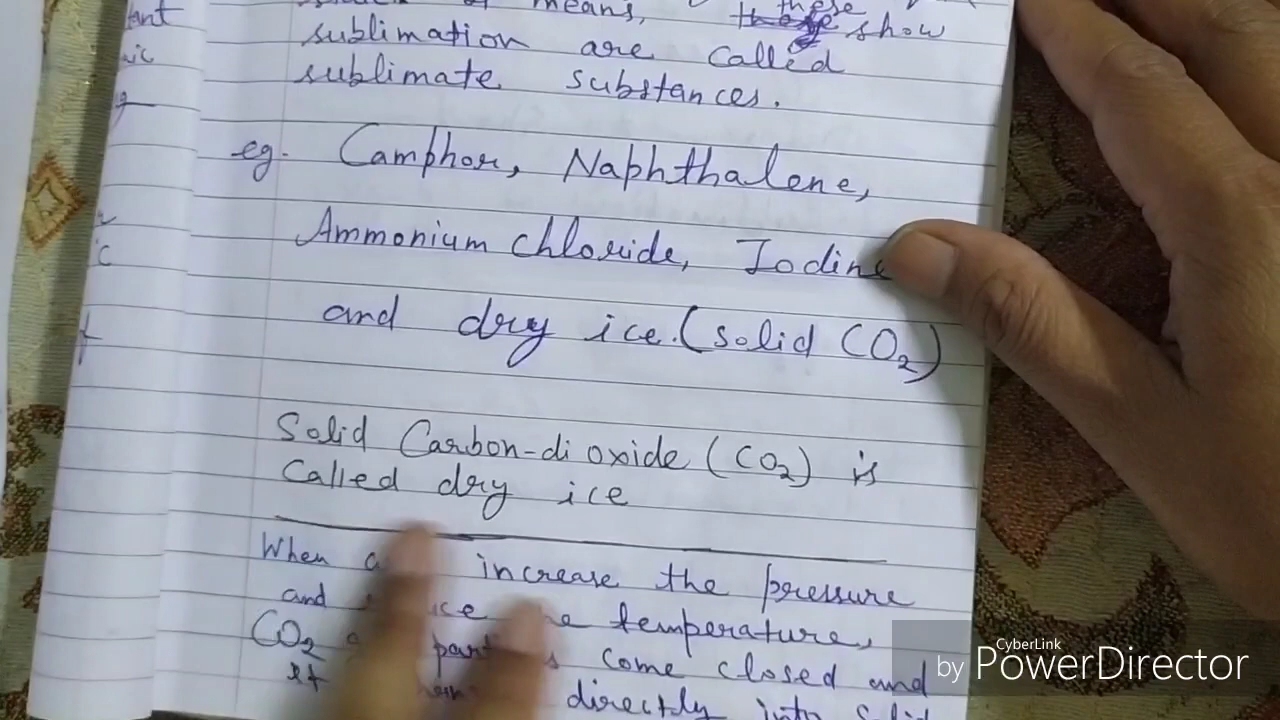 means, these
show
sublimation are called
sublimate substances.
eg. Camphor, Naphthalene,
Ammonium chloride, Iodine
and dry ice. (solid CO₂)
Solid Carbon-di oxide (CO₂) is
called dry ice
When increase the pressure
and temperature,
CO₂ come closed and
directly into solid
CyberLink
by PowerDirector